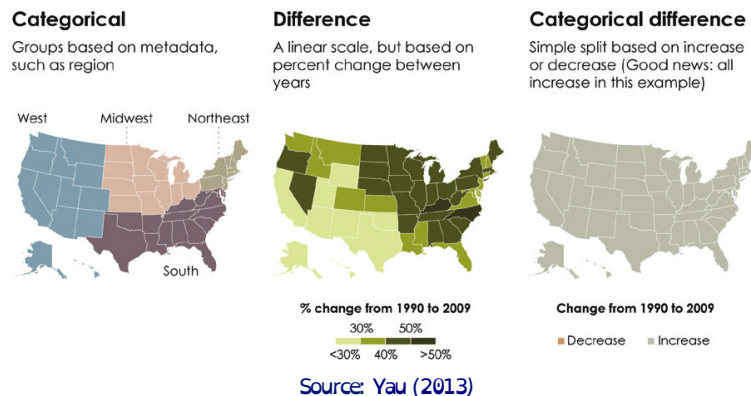 Categorical
Groups based on metadata,
such as region
West
Midwest
Northeast
South
Difference
A linear scale, but based on
percent change between
years
% change from 1990 to 2009
30% 50%
<30% 40% >50%
Categorical difference
Simple split based on increase
or decrease (Good news: all
increase in this example)
Change from 1990 to 2009
Decrease Increase
Source: Yau (2013)